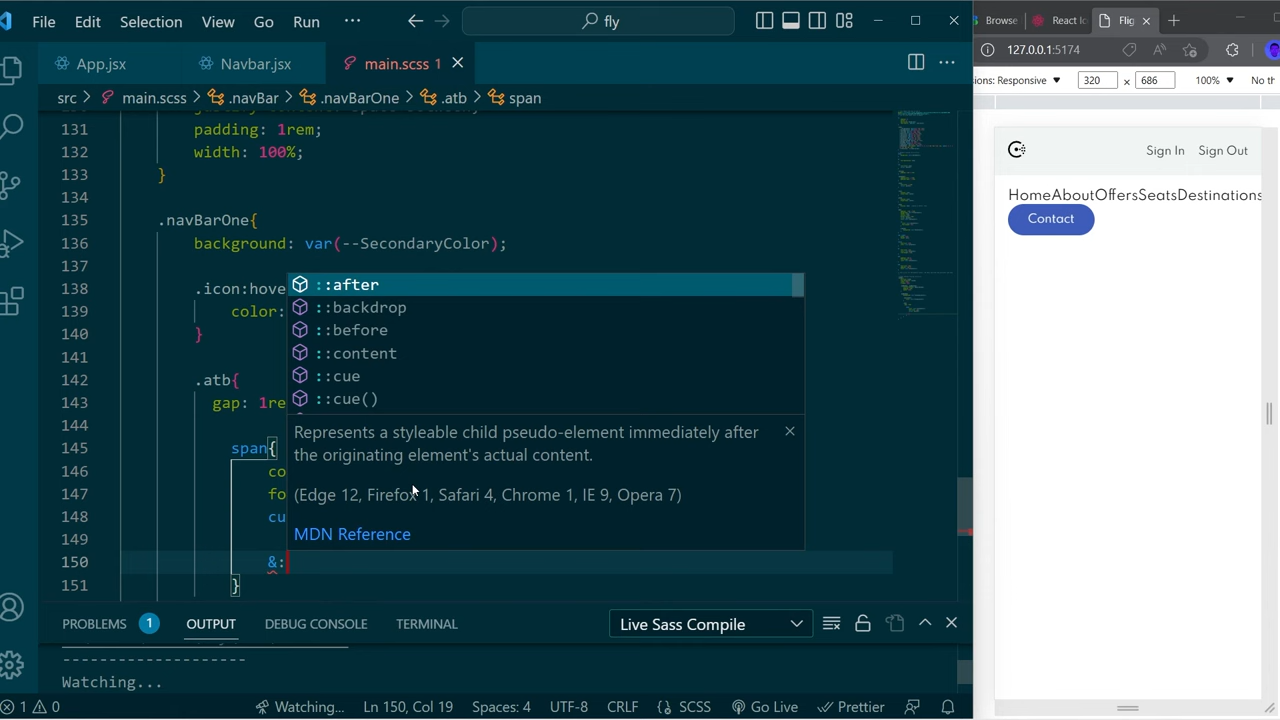 File Edit Selection View Go Run ··· fly
App.jsx Navbar.jsx main.scss 1
src > main.scss > .navBar > .navBarOne > .atb > span
131 padding: 1rem;
132 width: 100%;
133 }
134
135 .navBarOne{
136 background: var(--SecondaryColor);
137
138 .icon:hove
139 color:
140 }
141
142 .atb{
143 gap: 1re
144
145 span{
146 co
147 fo
148 cu
149
150 &:
151 }
::after
::backdrop
::before
::content
::cue
::cue()
Represents a styleable child pseudo-element immediately after
the originating element's actual content.
(Edge 12, Firefox 1, Safari 4, Chrome 1, IE 9, Opera 7)
MDN Reference
PROBLEMS 1 OUTPUT DEBUG CONSOLE TERMINAL Live Sass Compile
--------------------
Watching...
1 0 Watching... Ln 150, Col 19 Spaces: 4 UTF-8 CRLF SCSS Go Live Prettier
Browse React Ic Flig
127.0.0.1:5174
sions: Responsive 320 × 686 100% No th
Sign In Sign Out
HomeAboutOffersSeatsDestinations
Contact